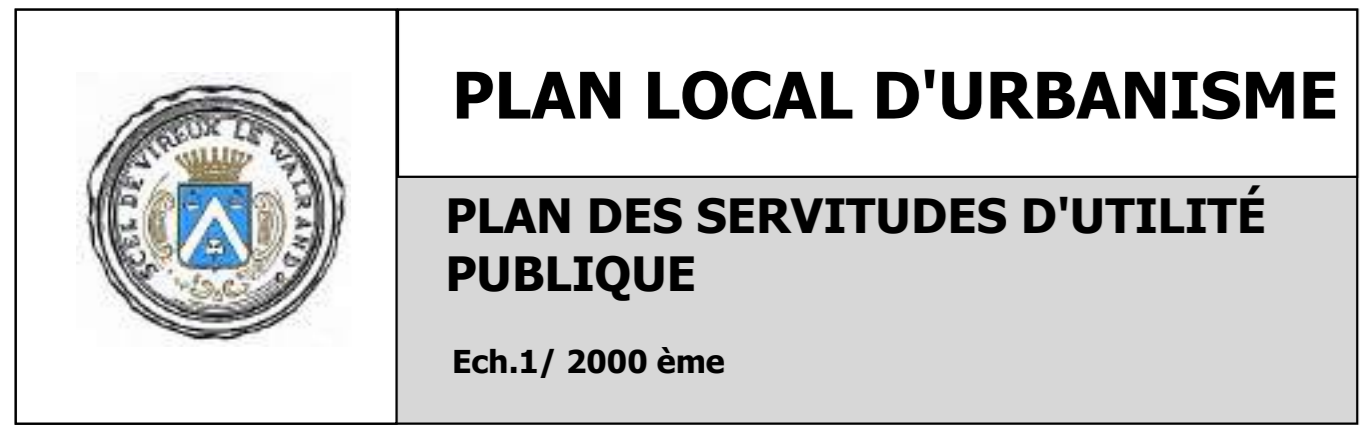 SCEL DE VIREUX LE WALRAND
PLAN LOCAL D'URBANISME
PLAN DES SERVITUDES D'UTILITÉ
PUBLIQUE
Ech.1/ 2000 ème